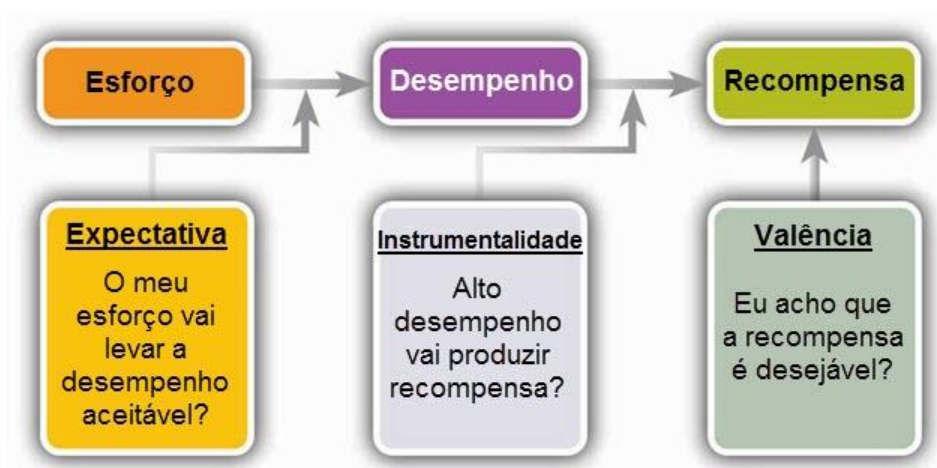 Esforço
Desempenho
Recompensa
Expectativa
O meu
esforço vai
levar a
desempenho
aceitável?
Instrumentalidade
Alto
desempenho
vai produzir
recompensa?
Valência
Eu acho que
a recompensa
é desejável?